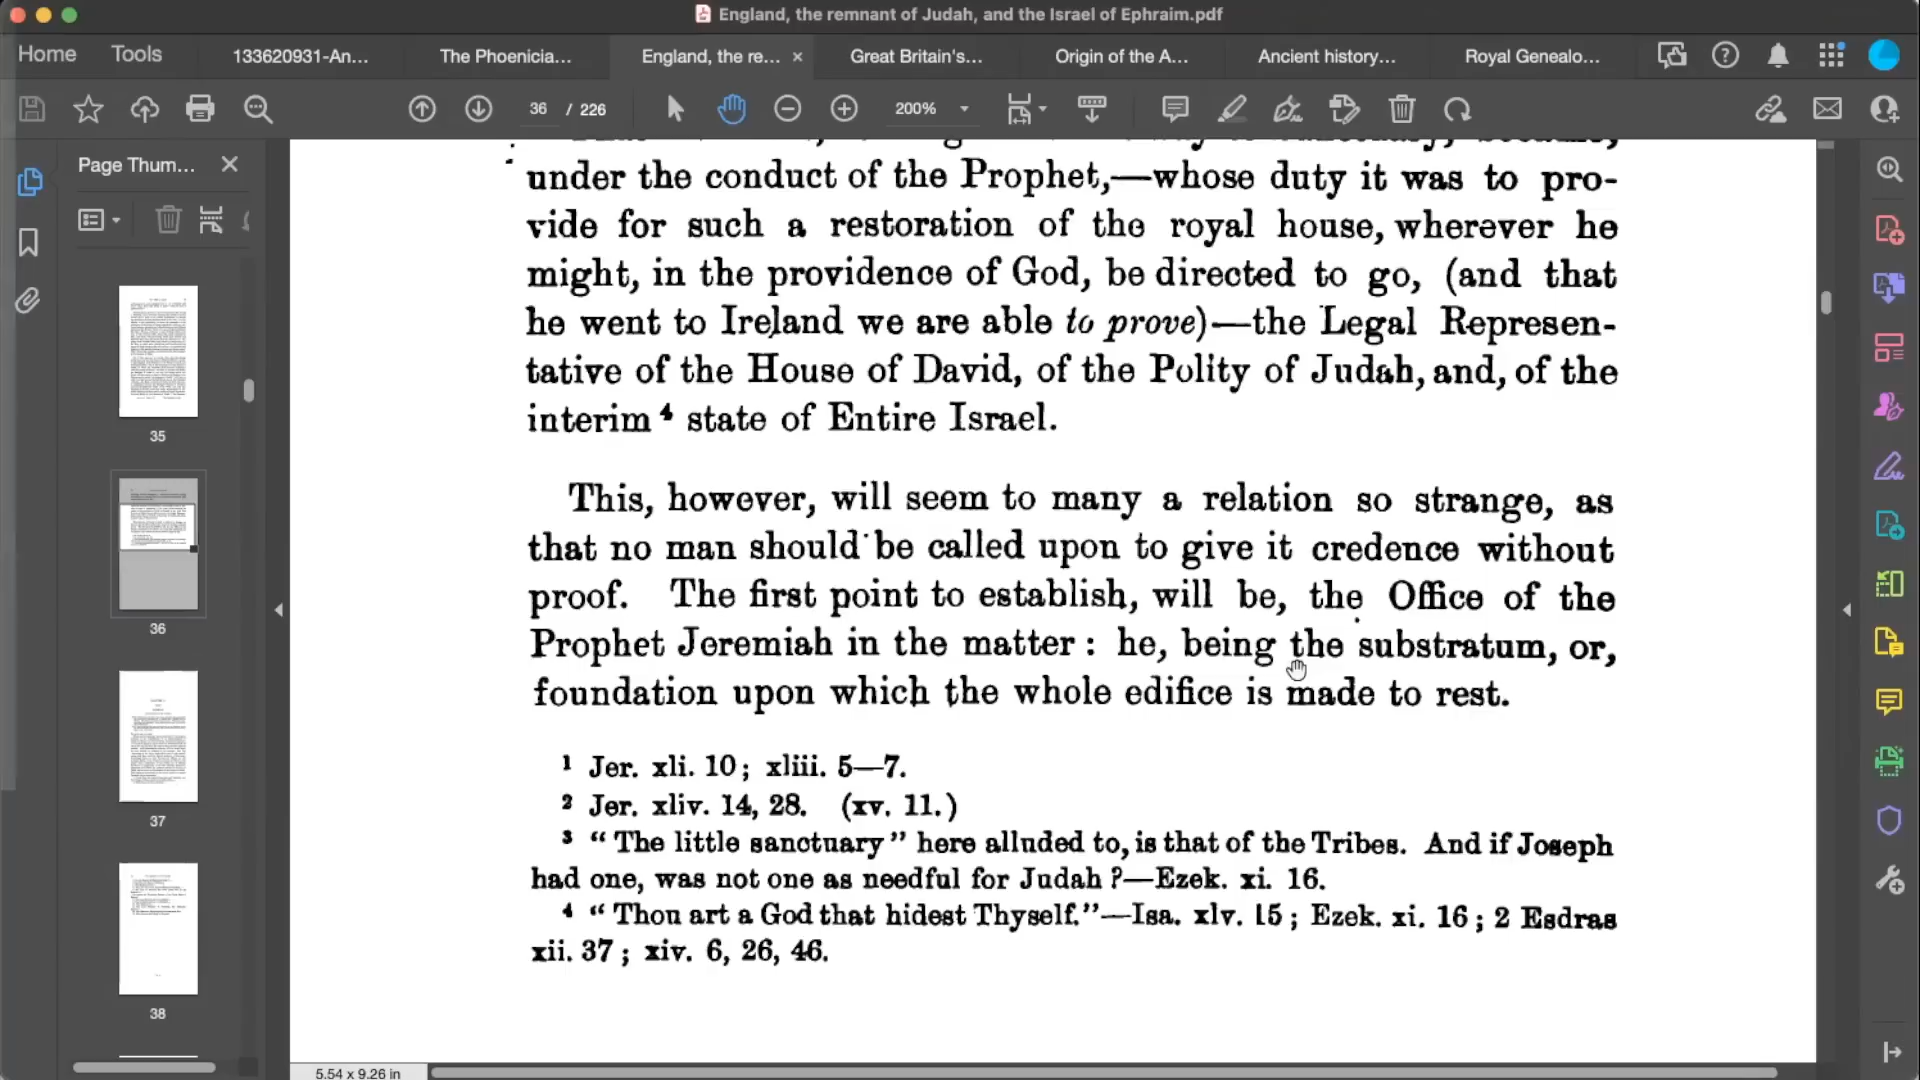 England, the remnant of Judah, and the Israel of Ephraim.pdf
Home Tools 133620931-An... The Phoenicia... England, the re... Great Britain's... Origin of the A... Ancient history... Royal Genealo...
36 / 226 200%
Page Thum...
under the conduct of the Prophet,—whose duty it was to pro-
vide for such a restoration of the royal house, wherever he
might, in the providence of God, be directed to go, (and that
he went to Ireland we are able to prove)—the Legal Represen-
tative of the House of David, of the Polity of Judah, and, of the
interim ⁴ state of Entire Israel.
This, however, will seem to many a relation so strange, as
that no man should be called upon to give it credence without
proof. The first point to establish, will be, the Office of the
Prophet Jeremiah in the matter : he, being the substratum, or,
foundation upon which the whole edifice is made to rest.
¹ Jer. xli. 10 ; xliii. 5—7.
² Jer. xliv. 14, 28. (xv. 11.)
³ “ The little sanctuary ” here alluded to, is that of the Tribes. And if Joseph
had one, was not one as needful for Judah ?—Ezek. xi. 16.
⁴ “ Thou art a God that hidest Thyself.”—Isa. xlv. 15 ; Ezek. xi. 16 ; 2 Esdras
xii. 37 ; xiv. 6, 26, 46.
35
36
37
38
5.54 x 9.26 in